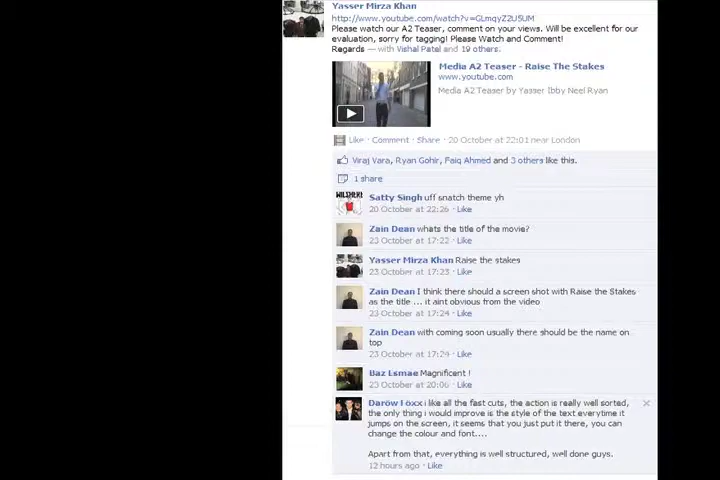 Yasser Mirza Khan
http://www.youtube.com/watch?v=GLmqyZ2U5UM
Please watch our A2 Teaser, comment on your views. Will be excellent for our
evaluation, sorry for tagging! Please Watch and Comment!
Regards — with Vishal Patel and 19 others.
Media A2 Teaser - Raise The Stakes
www.youtube.com
Media A2 Teaser by Yasser Ibby Neel Ryan
Like · Comment · Share · 20 October at 22:01 near London
Viraj Vara, Ryan Gohir, Faiq Ahmed and 3 others like this.
1 share
Satty Singh uff snatch theme yh
20 October at 22:26 · Like
Zain Dean whats the title of the movie?
23 October at 17:22 · Like
Yasser Mirza Khan Raise the stakes
23 October at 17:23 · Like
Zain Dean I think there should a screen shot with Raise the Stakes
as the title ... it aint obvious from the video
23 October at 17:24 · Like
Zain Dean with coming soon usually there should be the name on
top
23 October at 17:24 · Like
Baz Esmae Magnificent !
23 October at 20:06 · Like
Darow Foxx i like all the fast cuts, the action is really well sorted,
the only thing i would improve is the style of the text everytime it
jumps on the screen, it seems that you just put it there, you can
change the colour and font....
Apart from that, everything is well structured, well done guys.
12 hours ago · Like